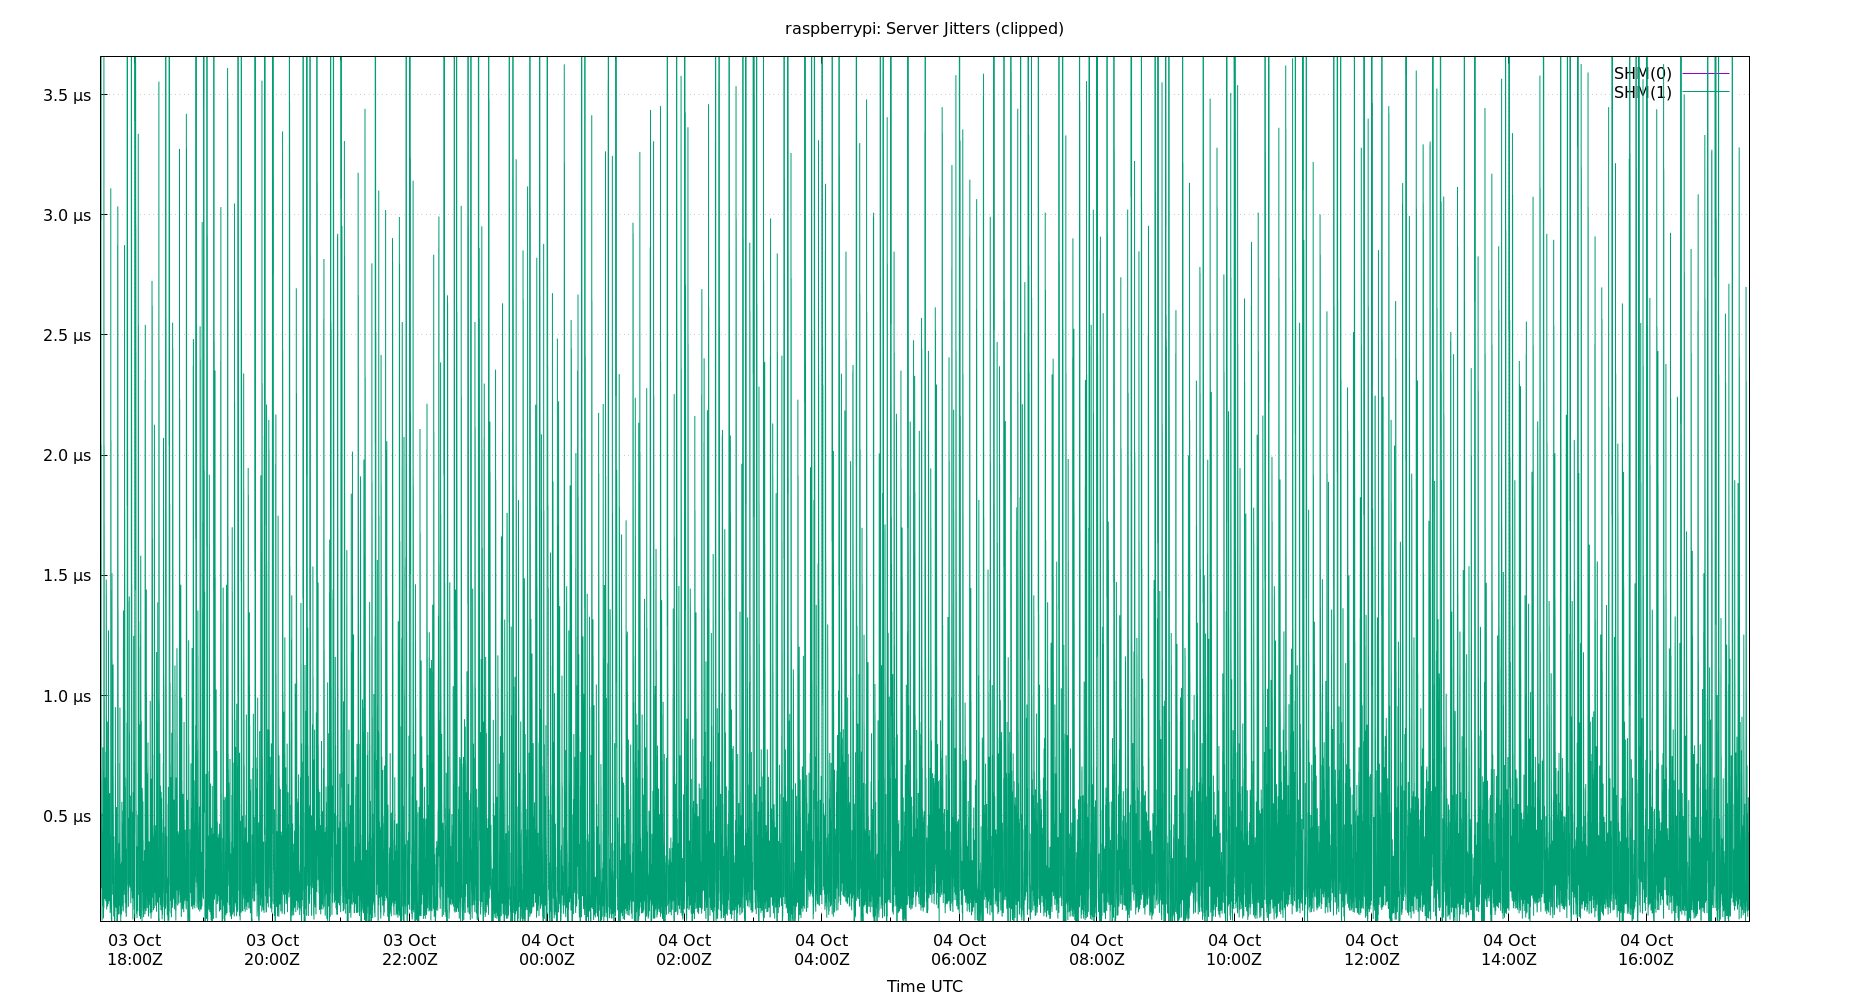 raspberrypi: Server Jitters (clipped)
SHM(0)
SHM(1)
3.5 µs
3.0 µs
2.5 µs
2.0 µs
1.5 µs
1.0 µs
0.5 µs
03 Oct 03 Oct 03 Oct 04 Oct 04 Oct 04 Oct 04 Oct 04 Oct 04 Oct 04 Oct 04 Oct 04 Oct
18:00Z 20:00Z 22:00Z 00:00Z 02:00Z 04:00Z 06:00Z 08:00Z 10:00Z 12:00Z 14:00Z 16:00Z
Time UTC